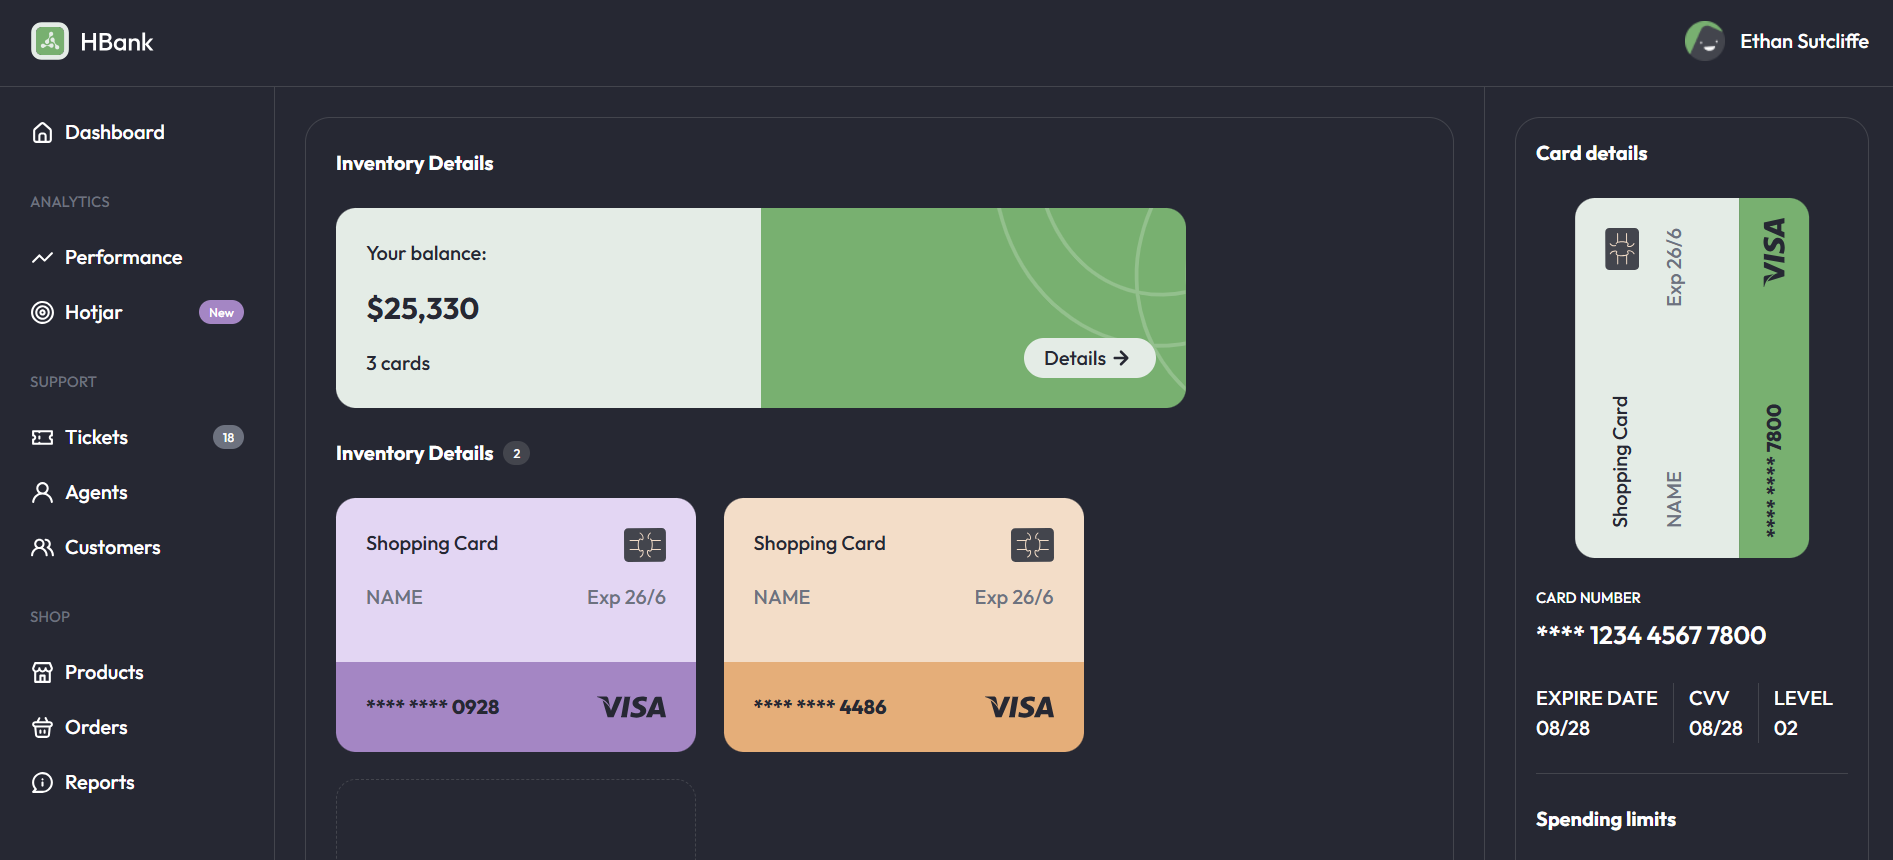 HBank
Ethan Sutcliffe
Dashboard
ANALYTICS
Performance
Hotjar New
SUPPORT
Tickets 18
Agents
Customers
SHOP
Products
Orders
Reports
Inventory Details
Your balance:
$25,330
3 cards
Details
Inventory Details 2
Shopping Card
NAME Exp 26/6
**** **** 0928 VISA
Shopping Card
NAME Exp 26/6
**** **** 4486 VISA
Card details
Shopping Card
NAME Exp 26/6
**** **** 7800 VISA
CARD NUMBER
**** 1234 4567 7800
EXPIRE DATE CVV LEVEL
08/28 08/28 02
Spending limits